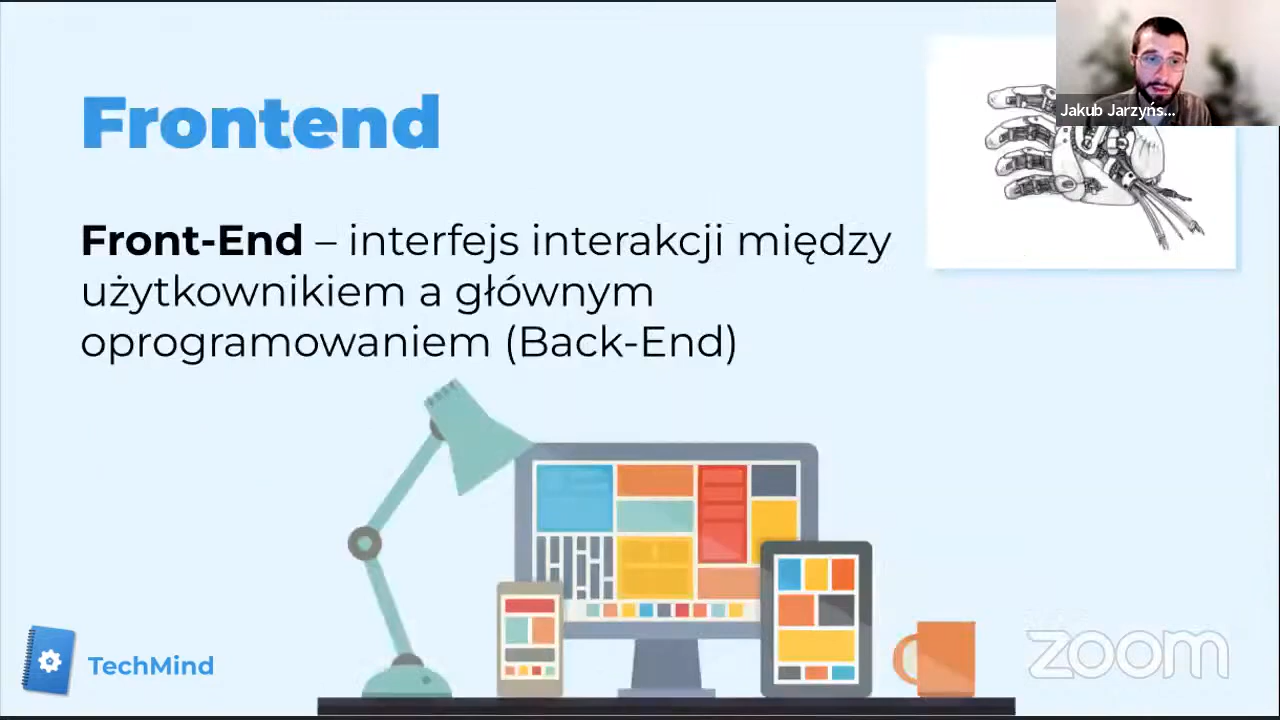 Frontend
Jakub Jarzyńs...
Front-End – interfejs interakcji między
użytkownikiem a głównym
oprogramowaniem (Back-End)
TechMind
zoom